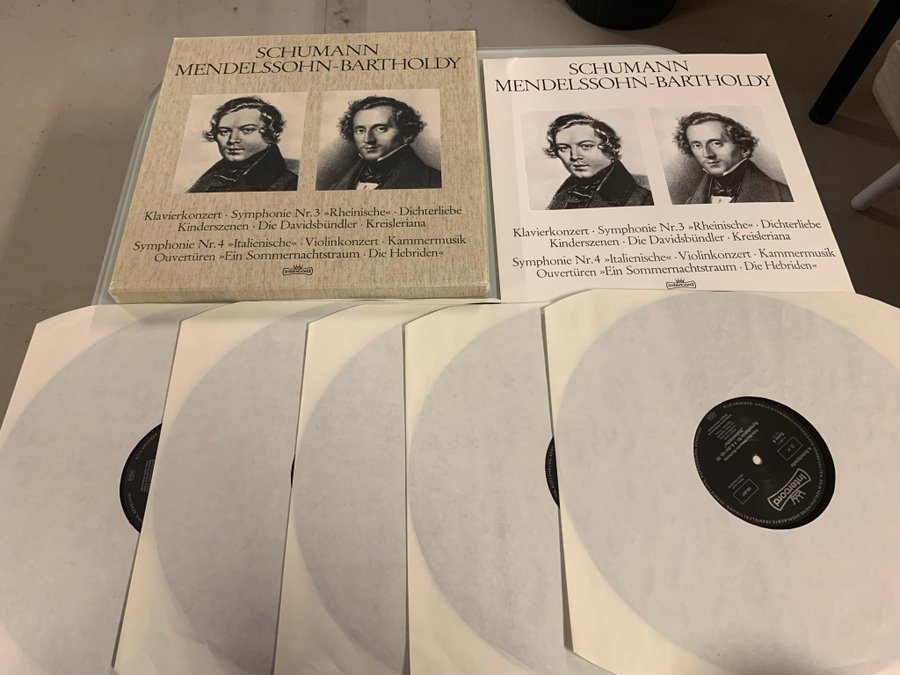 SCHUMANN
MENDELSSOHN-BARTHOLDY
Klavierkonzert · Symphonie Nr.3 »Rheinische« · Dichterliebe
Kinderszenen · Die Davidsbündler · Kreisleriana
Symphonie Nr.4 »Italienische« · Violinkonzert · Kammermusik
Ouvertüren »Ein Sommernachtstraum · Die Hebriden«
intercord
SCHUMANN
MENDELSSOHN-BARTHOLDY
Klavierkonzert · Symphonie Nr.3 »Rheinische« · Dichterliebe
Kinderszenen · Die Davidsbündler · Kreisleriana
Symphonie Nr.4 »Italienische« · Violinkonzert · Kammermusik
Ouvertüren »Ein Sommernachtstraum · Die Hebriden«
intercord
intercord